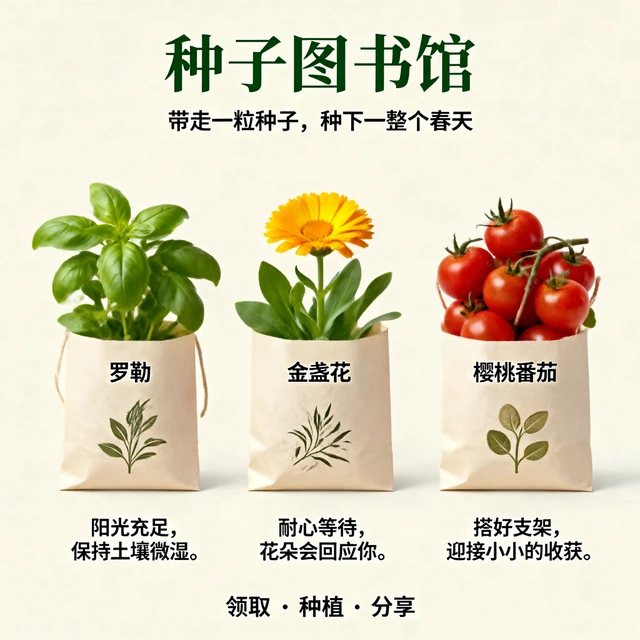 种子图书馆
带走一粒种子，种下一整个春天
罗勒
金盏花
樱桃番茄
阳光充足，
保持土壤微湿。
耐心等待，
花朵会回应你。
搭好支架，
迎接小小的收获。
领取 · 种植 · 分享